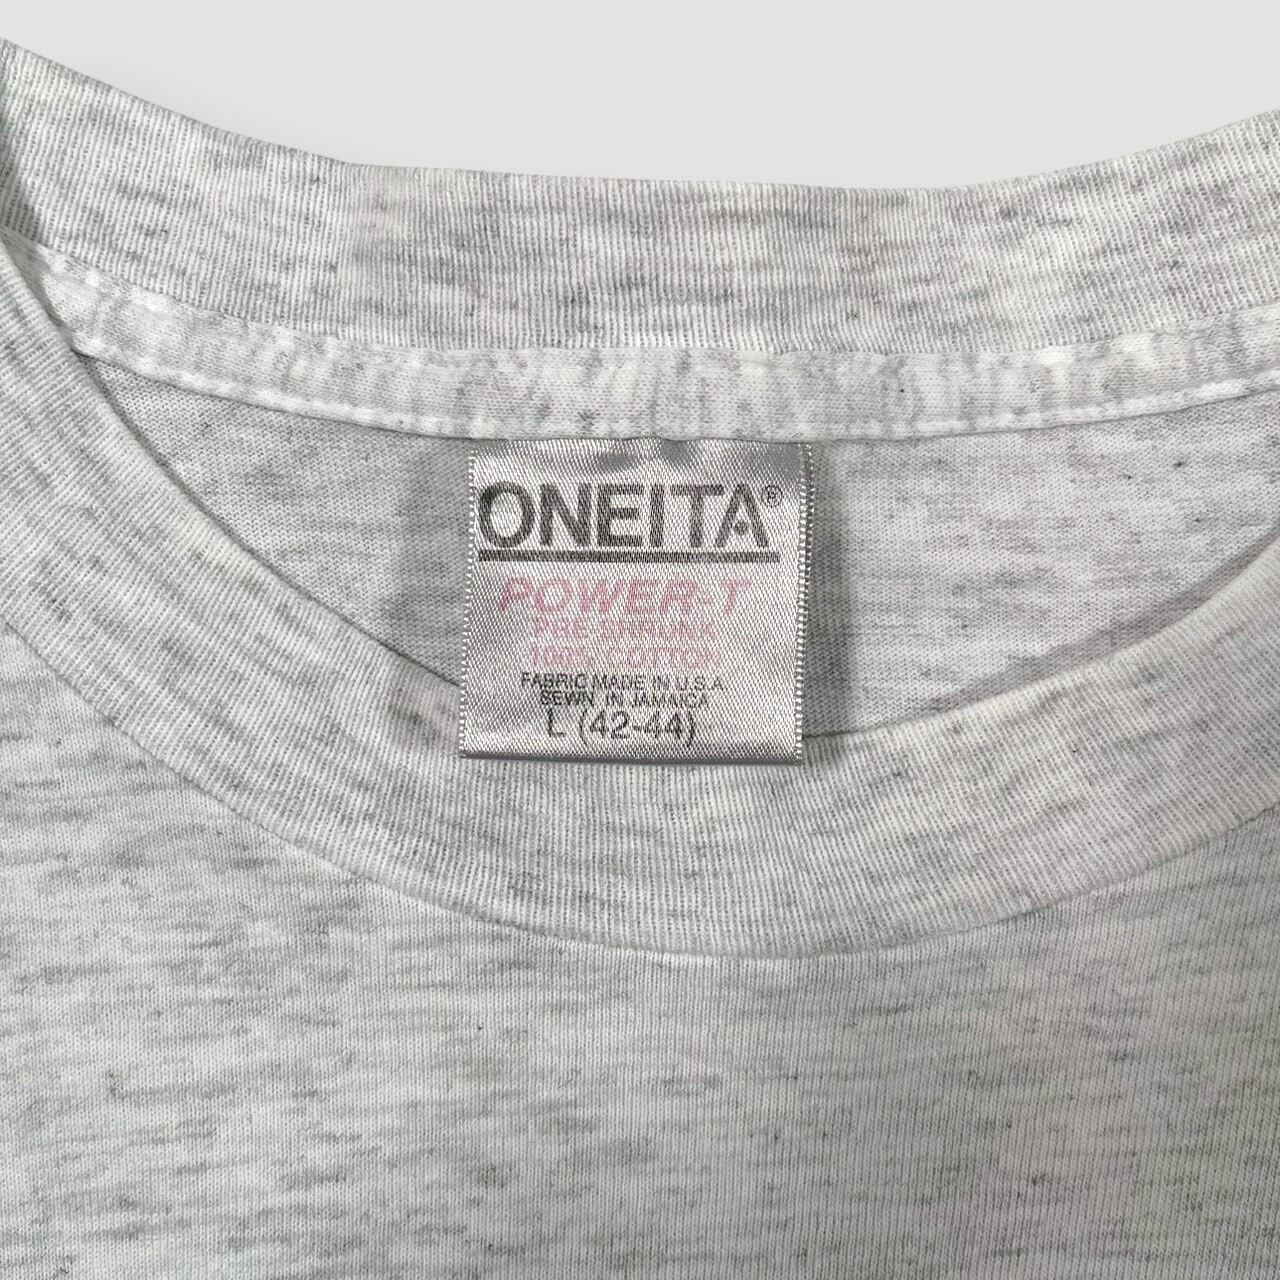 ONEITA®
POWER-T
PRE SHRUNK
100% COTTON
FABRIC MADE IN U.S.A.
SEWN IN JAMAICA
L (42-44)